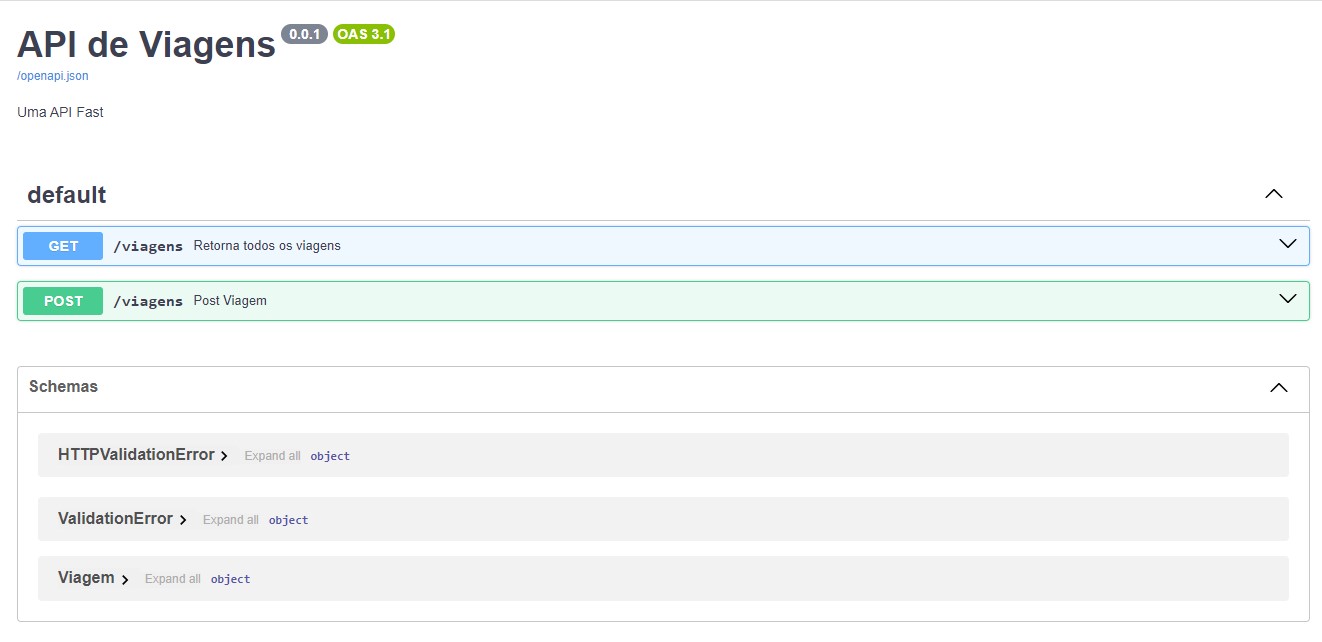 API de Viagens 0.0.1 OAS 3.1
/openapi.json
Uma API Fast
default
GET /viagens Retorna todos os viagens
POST /viagens Post Viagem
Schemas
HTTPValidationError Expand all object
ValidationError Expand all object
Viagem Expand all object